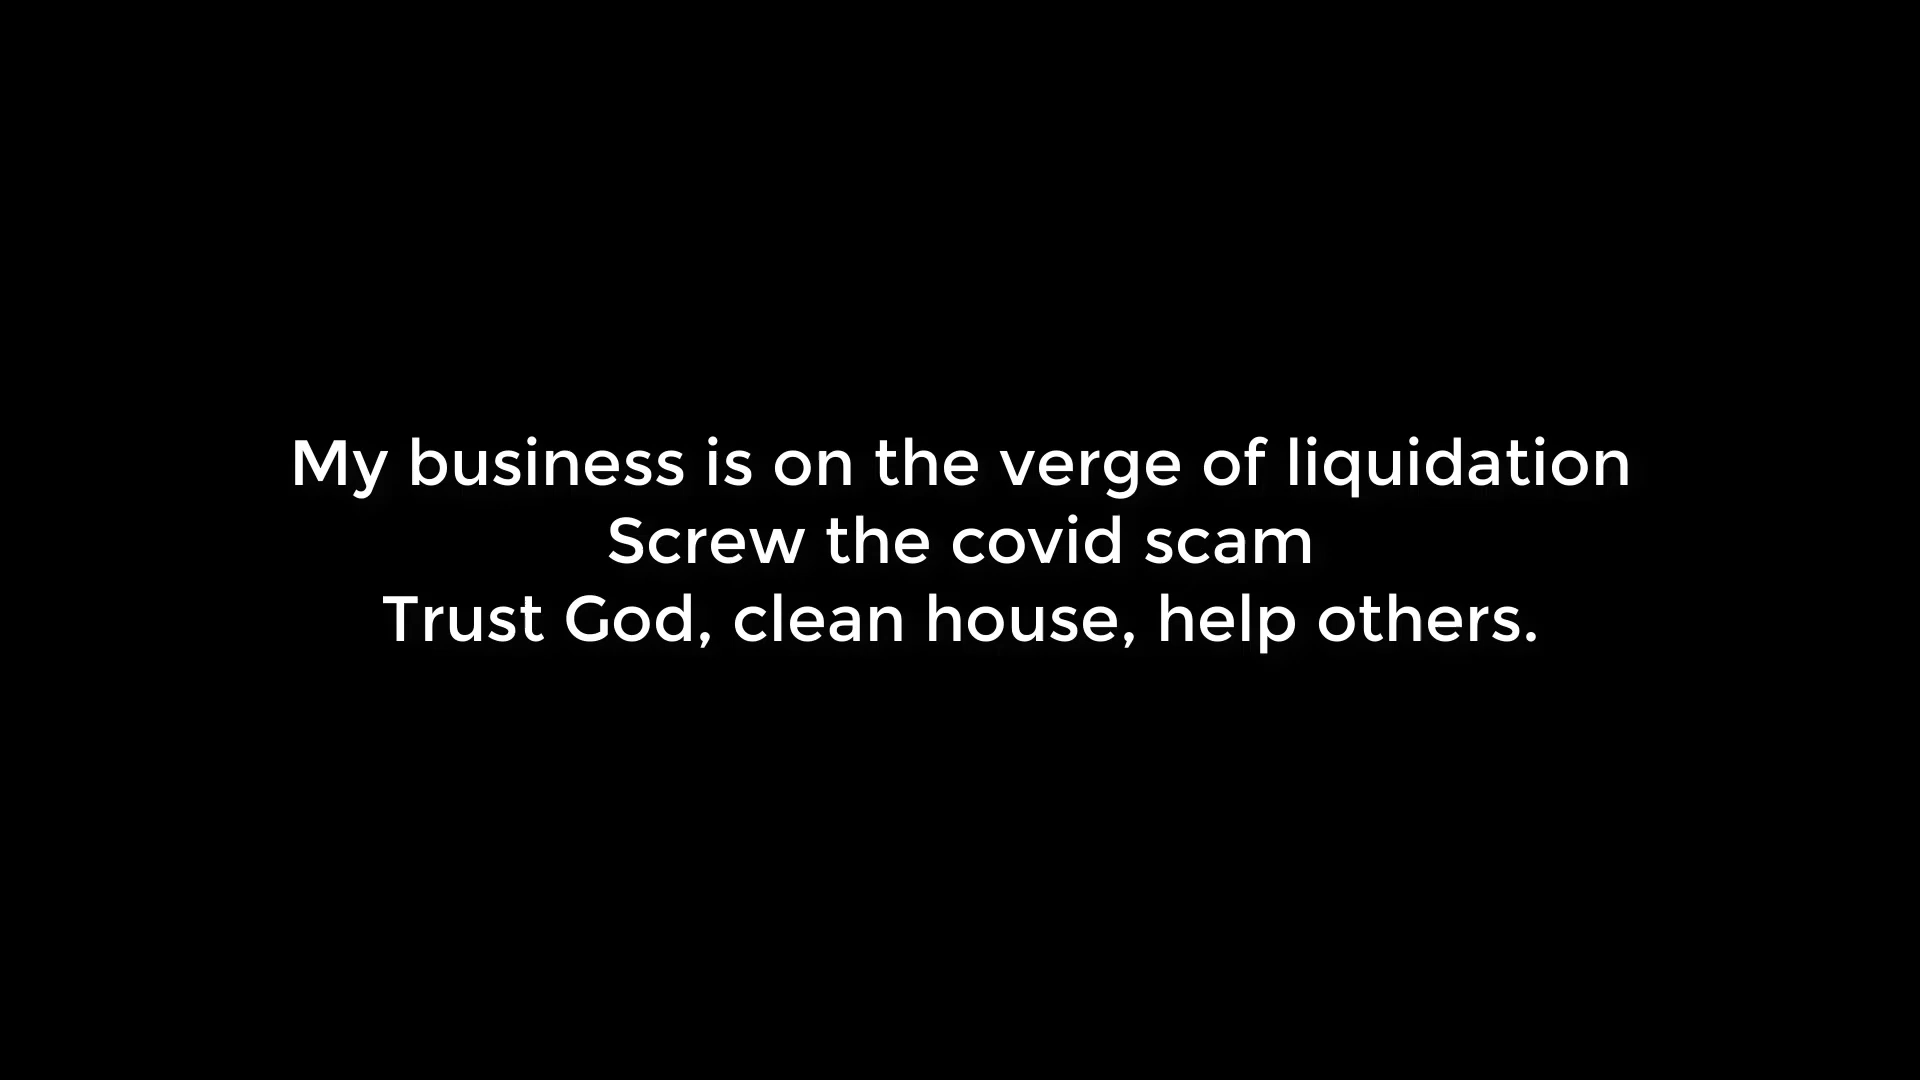 My business is on the verge of liquidation
Screw the covid scam
Trust God, clean house, help others.